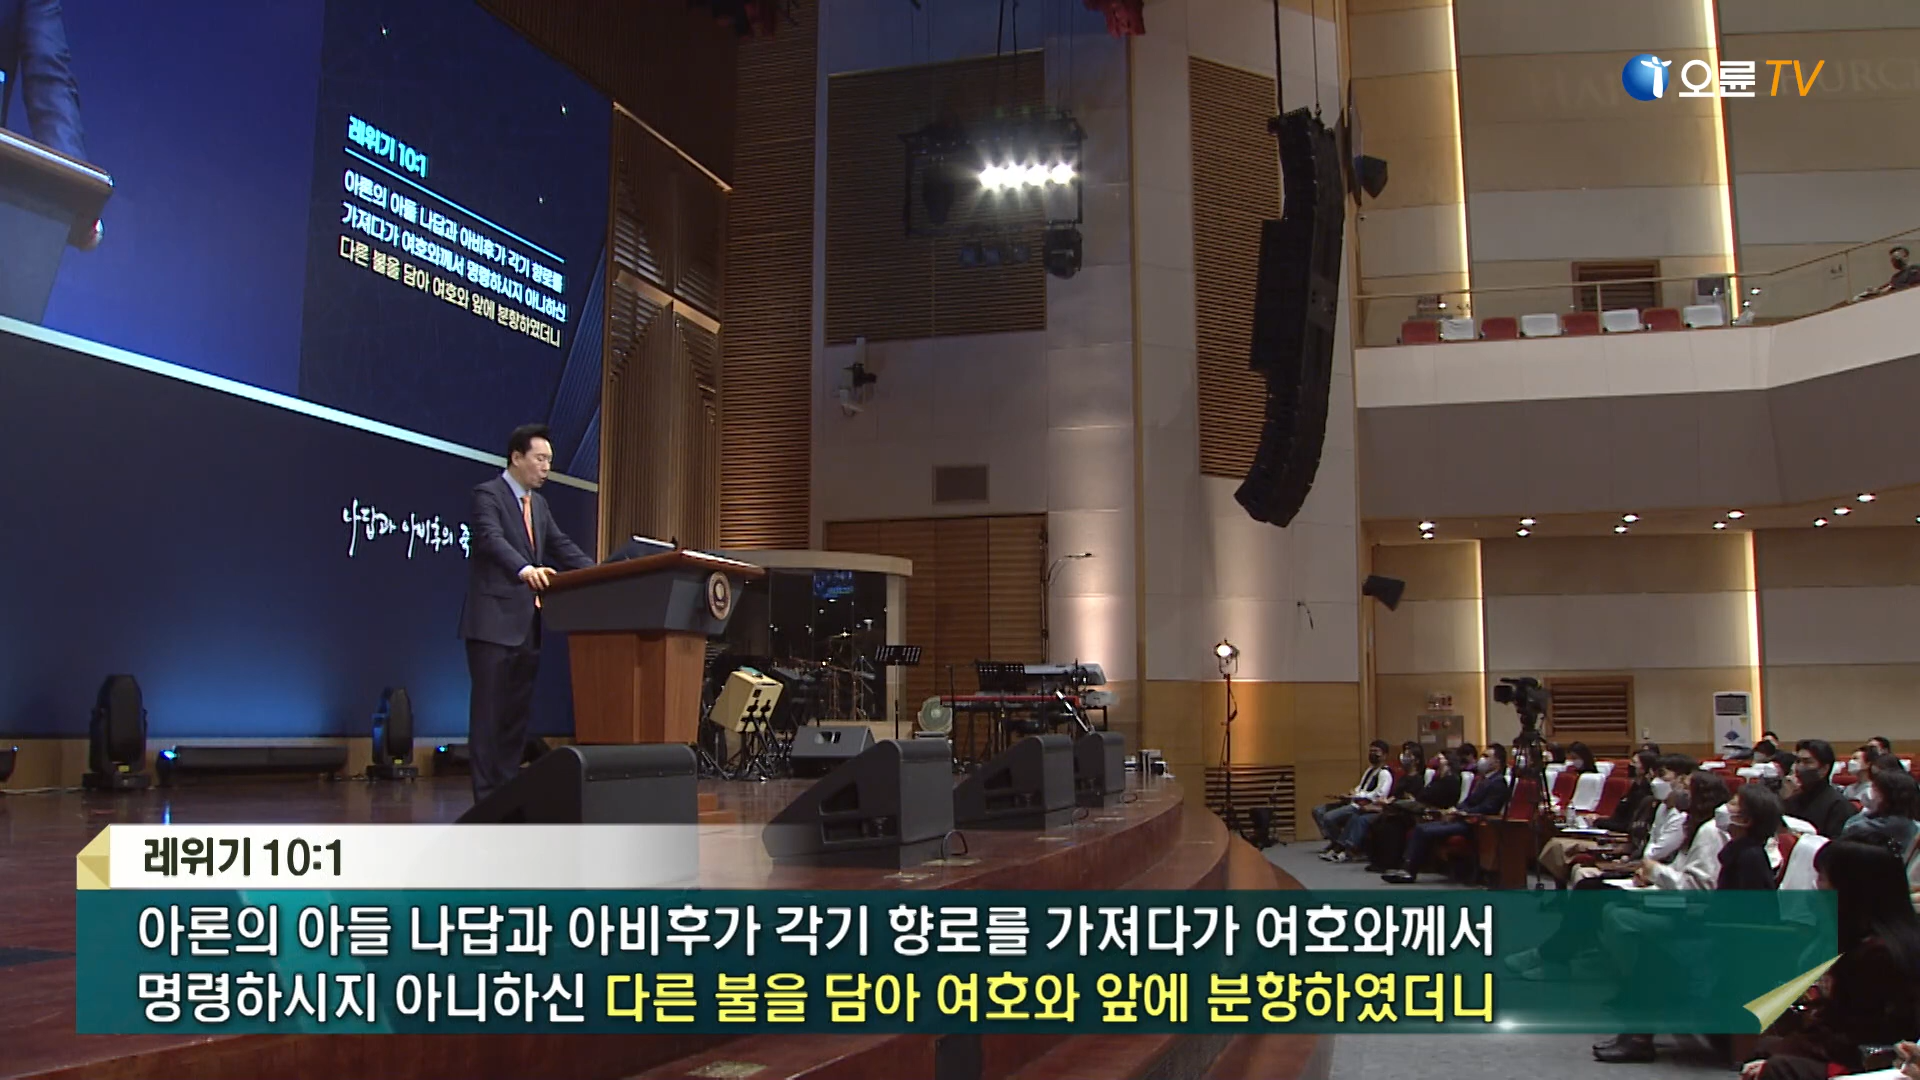 오륜TV
레위기 10:1
아론의 아들 나답과 아비후가 각기 향로를
가져다가 여호와께서 명령하시지 아니하신
다른 불을 담아 여호와 앞에 분향하였더니
나답과 아비후의 죽
레위기 10:1
아론의 아들 나답과 아비후가 각기 향로를 가져다가 여호와께서
명령하시지 아니하신 다른 불을 담아 여호와 앞에 분향하였더니